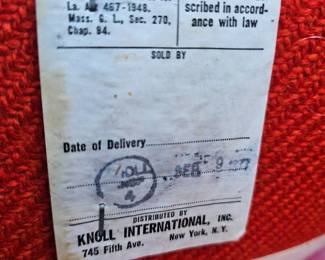 La. Act 467-1948.
Mass. G. L., Sec. 270,
Chap. 94.
scribed in accord-
ance with law
SOLD BY
Date of Delivery
4
SEP 9
DISTRIBUTED BY
KNOLL INTERNATIONAL, INC.
745 Fifth Ave. New York, N. Y.